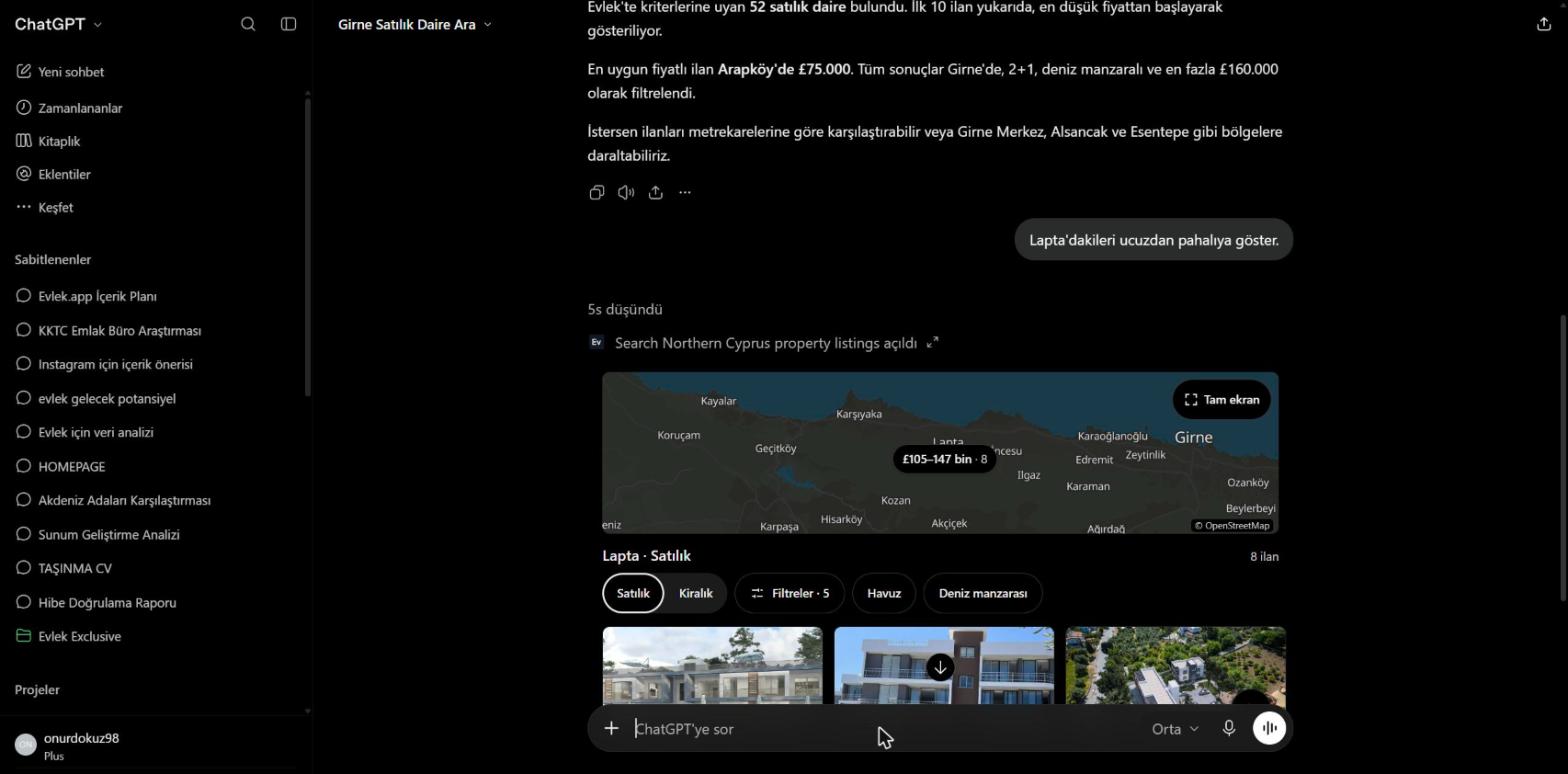 ChatGPT
Yeni sohbet
Zamanlananlar
Kitaplık
Eklentiler
Keşfet
Sabitlenenler
Evlek.app İçerik Planı
KKTC Emlak Büro Araştırması
Instagram için içerik önerisi
evlek gelecek potansiyel
Evlek için veri analizi
HOMEPAGE
Akdeniz Adaları Karşılaştırması
Sunum Geliştirme Analizi
TAŞINMA CV
Hibe Doğrulama Raporu
Evlek Exclusive
Projeler
ON
onurdokuz98
Plus
Girne Satılık Daire Ara
Evlek'te kriterlerine uyan 52 satılık daire bulundu. İlk 10 ilan yukarıda, en düşük fiyattan başlayarak
gösteriliyor.
En uygun fiyatlı ilan Arapköy'de £75.000. Tüm sonuçlar Girne'de, 2+1, deniz manzaralı ve en fazla £160.000
olarak filtrelendi.
İstersen ilanları metrekarelerine göre karşılaştırabilir veya Girne Merkez, Alsancak ve Esentepe gibi bölgelere
daraltabiliriz.
Lapta'dakileri ucuzdan pahalıya göster.
5s düşündü
Ev Search Northern Cyprus property listings açıldı
Tam ekran
Kayalar
Karşıyaka
Koruçam
Geçitköy
Lapta
£105–147 bin · 8
Karaoğlanoğlu
Girne
Edremit
Zeytinlik
Ilgaz
Karaman
Ozanköy
Kozan
Beylerbeyi
Hisarköy
Karpaşa
Akçiçek
Ağırdağ
© OpenStreetMap
Lapta · Satılık
8 ilan
Satılık
Kiralık
Filtreler · 5
Havuz
Deniz manzarası
ChatGPT'ye sor
Orta